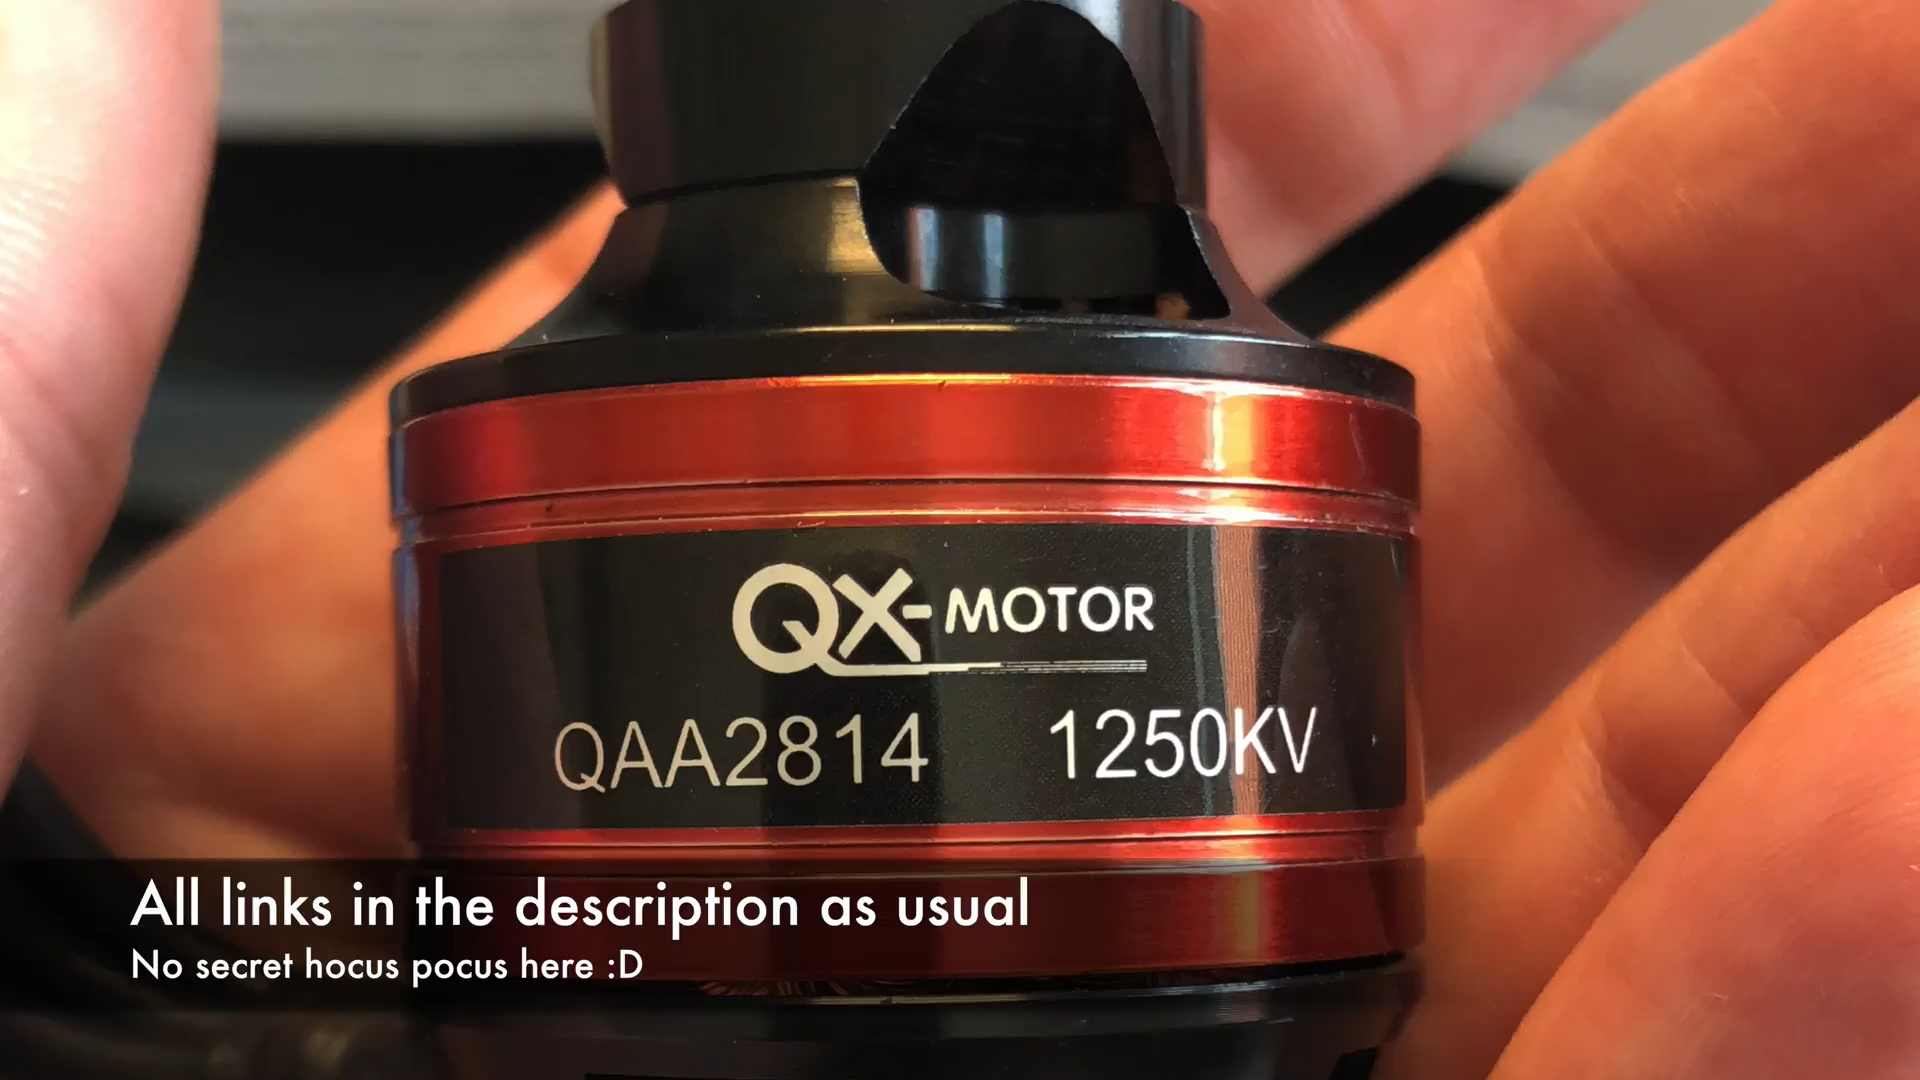 QX-MOTOR
QAA2814 1250KV
All links in the description as usual
No secret hocus pocus here :D